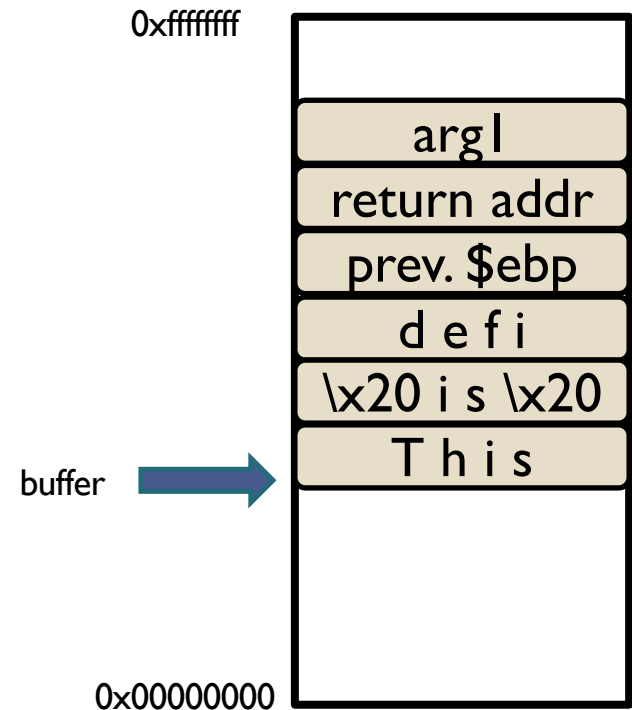 0xffffffff
arg1
return addr
prev. $ebp
d e f i
\x20 i s \x20
T h i s
buffer
0x00000000